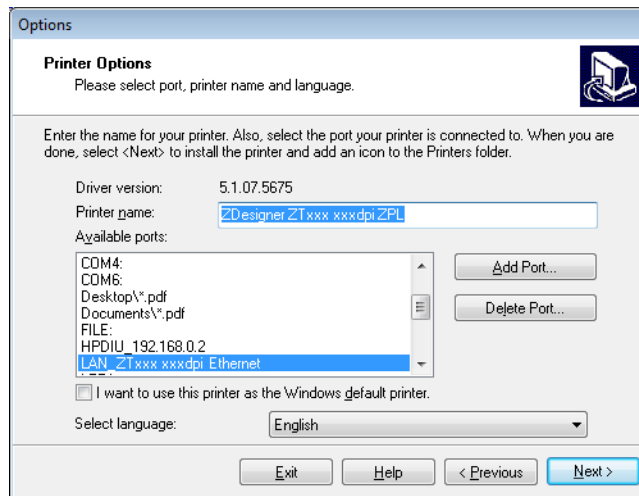 Options
Printer Options
Please select port, printer name and language.
Enter the name for your printer. Also, select the port your printer is connected to. When you are
done, select <Next> to install the printer and add an icon to the Printers folder.
Driver version: 5.1.07.5675
Printer name: ZDesigner ZTxxx xxxdpi ZPL
Available ports:
COM4:
COM6:
Desktop\*.pdf
Documents\*.pdf
FILE:
HPDIU_192.168.0.2
LAN_ZTxxx xxxdpi Ethernet
Add Port...
Delete Port...
I want to use this printer as the Windows default printer.
Select language: English
Exit Help < Previous Next >